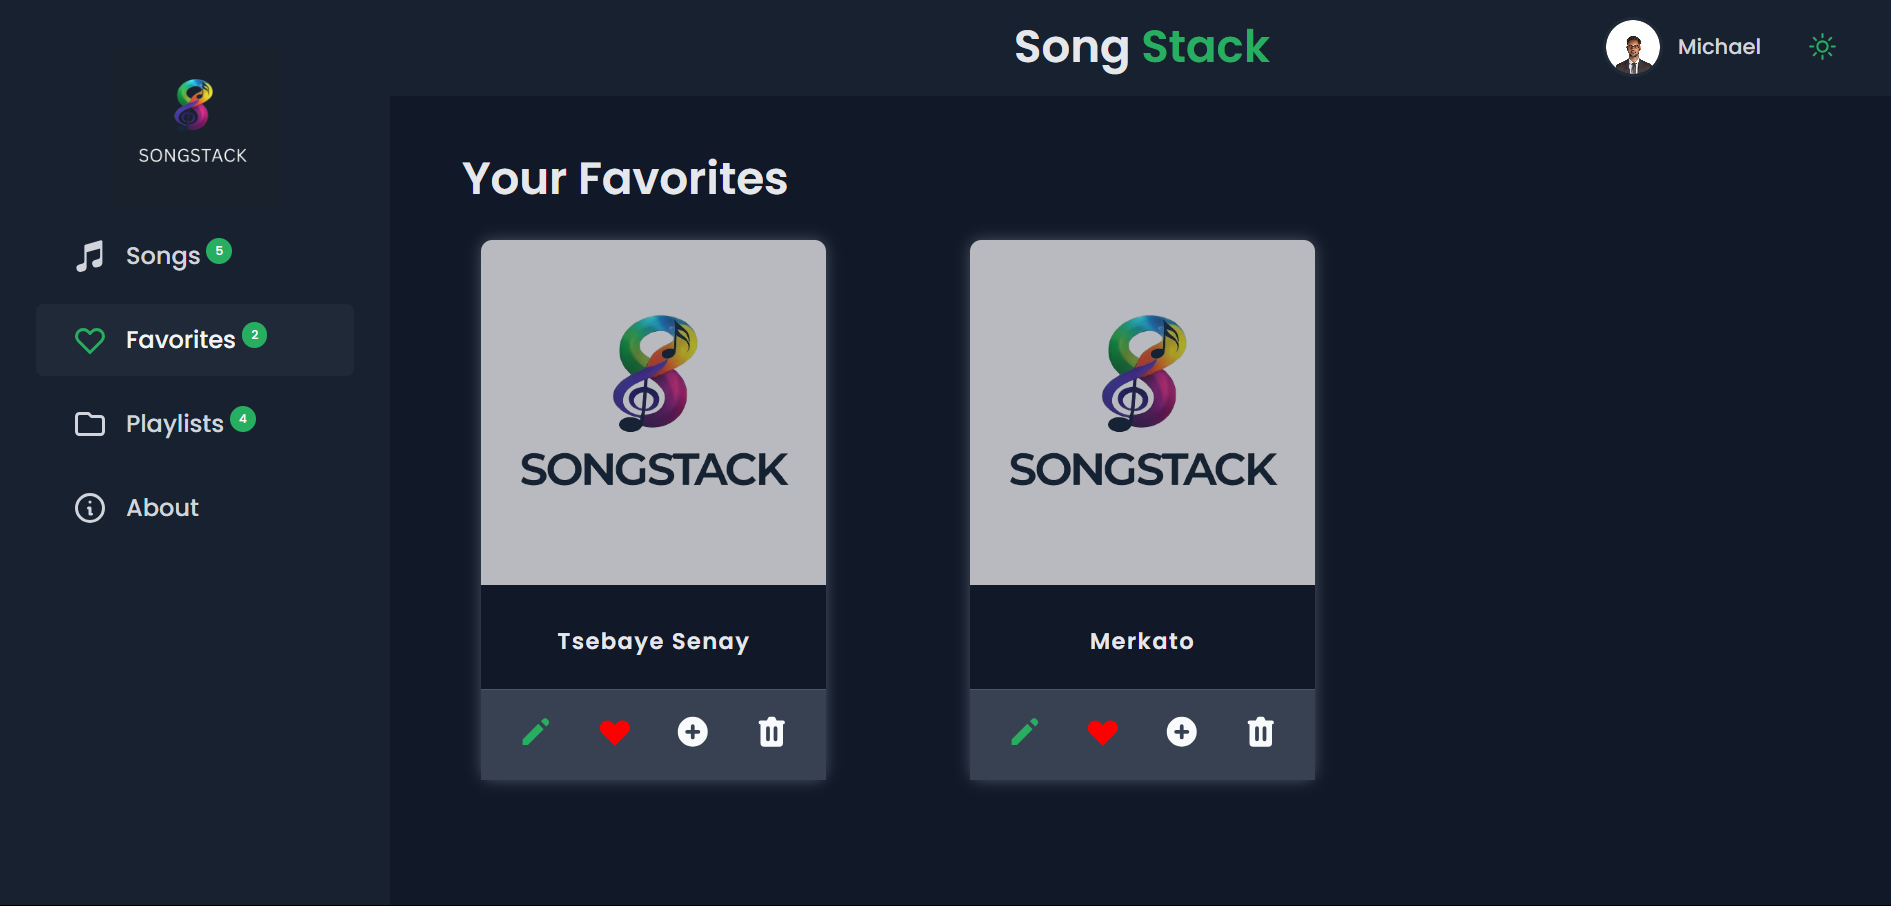 Song Stack
Michael
SONGSTACK
Songs 5
Favorites 2
Playlists 4
About
Your Favorites
SONGSTACK
Tsebaye Senay
SONGSTACK
Merkato